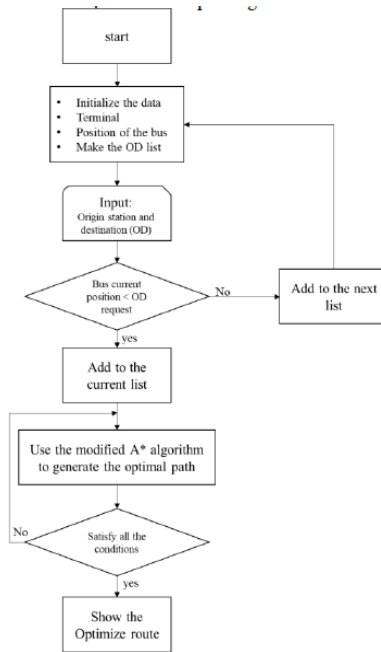 start
• Initialize the data
• Terminal
• Position of the bus
• Make the OD list
Input:
Origin station and
destination (OD)
Bus current
position < OD
request
No
Add to the next
list
yes
Add to the
current list
Use the modified A* algorithm
to generate the optimal path
No
Satisfy all the
conditions
yes
Show the
Optimize route